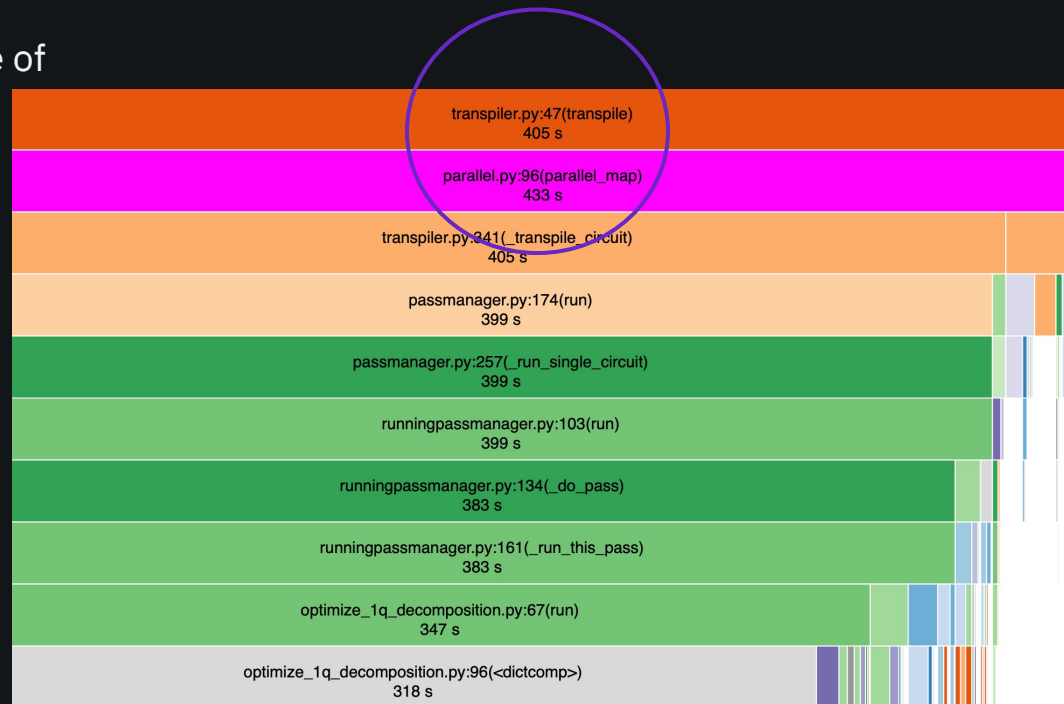 e of
transpiler.py:47(transpile)
405 s
parallel.py:96(parallel_map)
433 s
transpiler.py:341(_transpile_circuit)
405 s
passmanager.py:174(run)
399 s
passmanager.py:257(_run_single_circuit)
399 s
runningpassmanager.py:103(run)
399 s
runningpassmanager.py:134(_do_pass)
383 s
runningpassmanager.py:161(_run_this_pass)
383 s
optimize_1q_decomposition.py:67(run)
347 s
optimize_1q_decomposition.py:96(<dictcomp>)
318 s